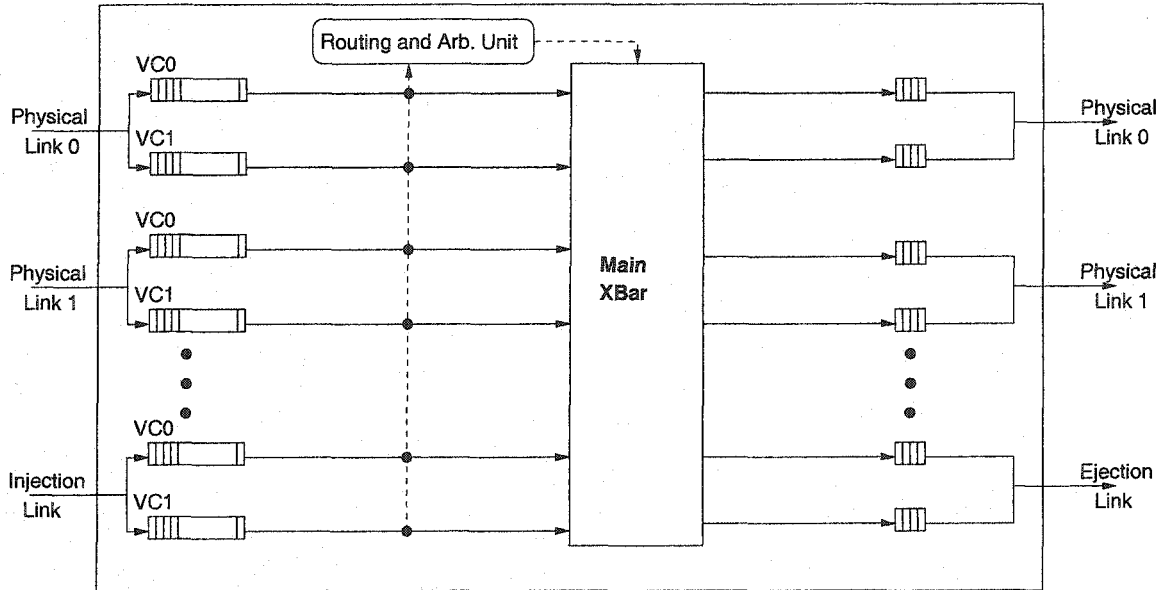 Routing and Arb. Unit
VC0
Physical
Link 0
VC1
Physical
Link 0
VC0
Physical
Link 1
VC1
Main
XBar
Physical
Link 1
VC0
Injection
Link
VC1
Ejection
Link